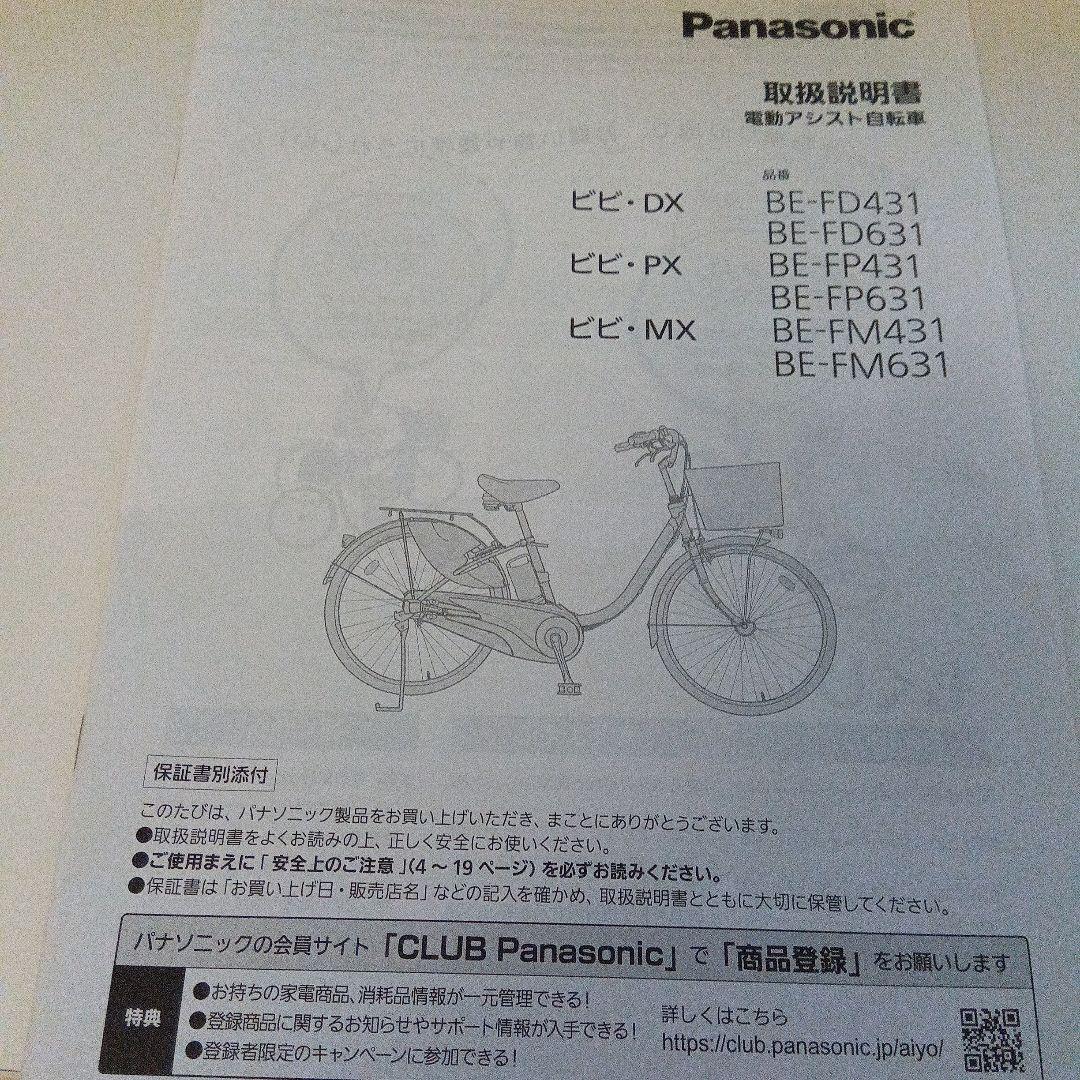 Panasonic
取扱説明書
電動アシスト自転車
品番
ビビ・DX BE-FD431
BE-FD631
ビビ・PX BE-FP431
BE-FP631
ビビ・MX BE-FM431
BE-FM631
保証書別添付
このたびは、パナソニック製品をお買い上げいただき、まことにありがとうございます。
●取扱説明書をよくお読みの上、正しく安全にお使いください。
●ご使用まえに「安全上のご注意」(4～19ページ)を必ずお読みください。
●保証書は「お買い上げ日・販売店名」などの記入を確かめ、取扱説明書とともに大切に保管してください。
パナソニックの会員サイト「CLUB Panasonic」で「商品登録」をお願いします
特典
●お持ちの家電商品、消耗品情報が一元管理できる!
●登録商品に関するお知らせやサポート情報が入手できる!
●登録者限定のキャンペーンに参加できる!
詳しくはこちら
https://club.panasonic.jp/aiyo/